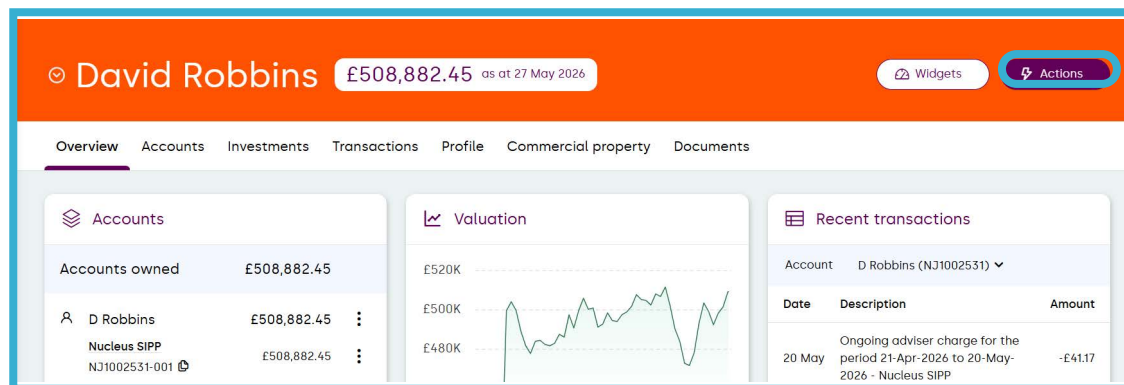 David Robbins £508,882.45 as at 27 May 2026 Widgets Actions
Overview Accounts Investments Transactions Profile Commercial property Documents
Accounts
Accounts owned £508,882.45
D Robbins £508,882.45
Nucleus SIPP
NJ1002531-001 £508,882.45
Valuation
£520K
£500K
£480K
Recent transactions
Account D Robbins (NJ1002531)
Date Description Amount
Ongoing adviser charge for the
20 May period 21-Apr-2026 to 20-May- -£41.17
2026 - Nucleus SIPP